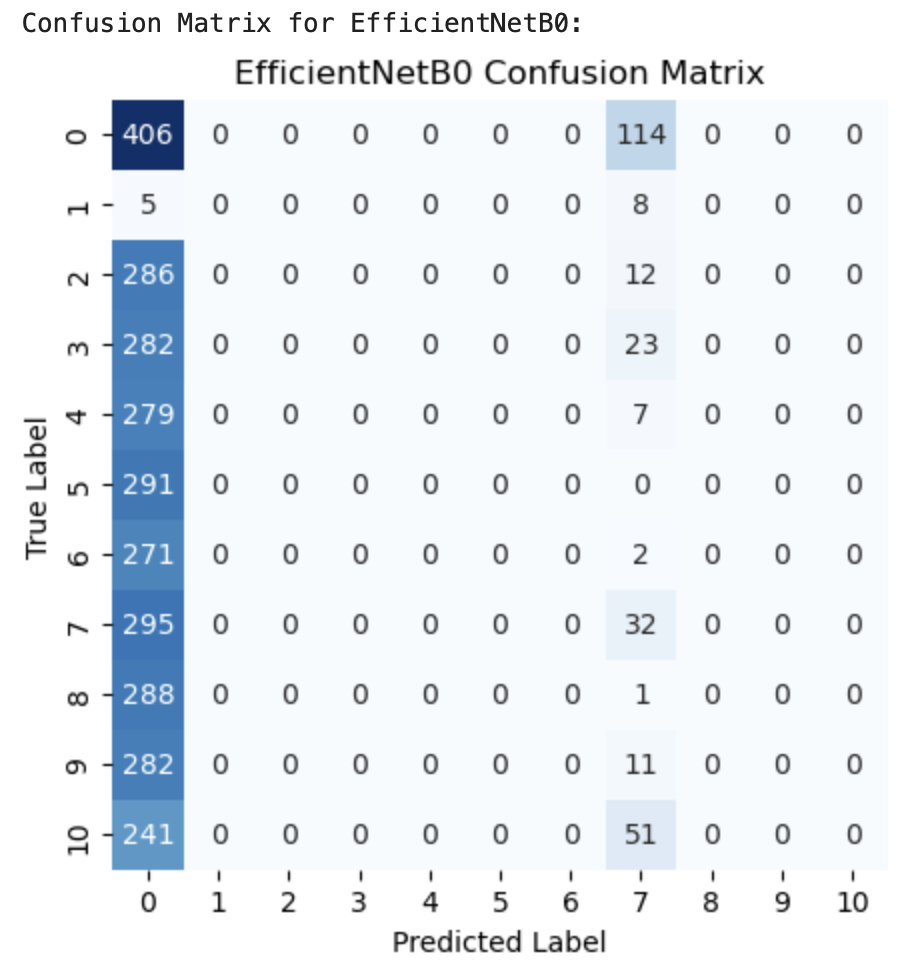 Confusion Matrix for EfficientNetB0:
EfficientNetB0 Confusion Matrix
True Label
0 406 0 0 0 0 0 0 114 0 0 0
1 5 0 0 0 0 0 0 8 0 0 0
2 286 0 0 0 0 0 0 12 0 0 0
3 282 0 0 0 0 0 0 23 0 0 0
4 279 0 0 0 0 0 0 7 0 0 0
5 291 0 0 0 0 0 0 0 0 0 0
6 271 0 0 0 0 0 0 2 0 0 0
7 295 0 0 0 0 0 0 32 0 0 0
8 288 0 0 0 0 0 0 1 0 0 0
9 282 0 0 0 0 0 0 11 0 0 0
10 241 0 0 0 0 0 0 51 0 0 0
0 1 2 3 4 5 6 7 8 9 10
Predicted Label